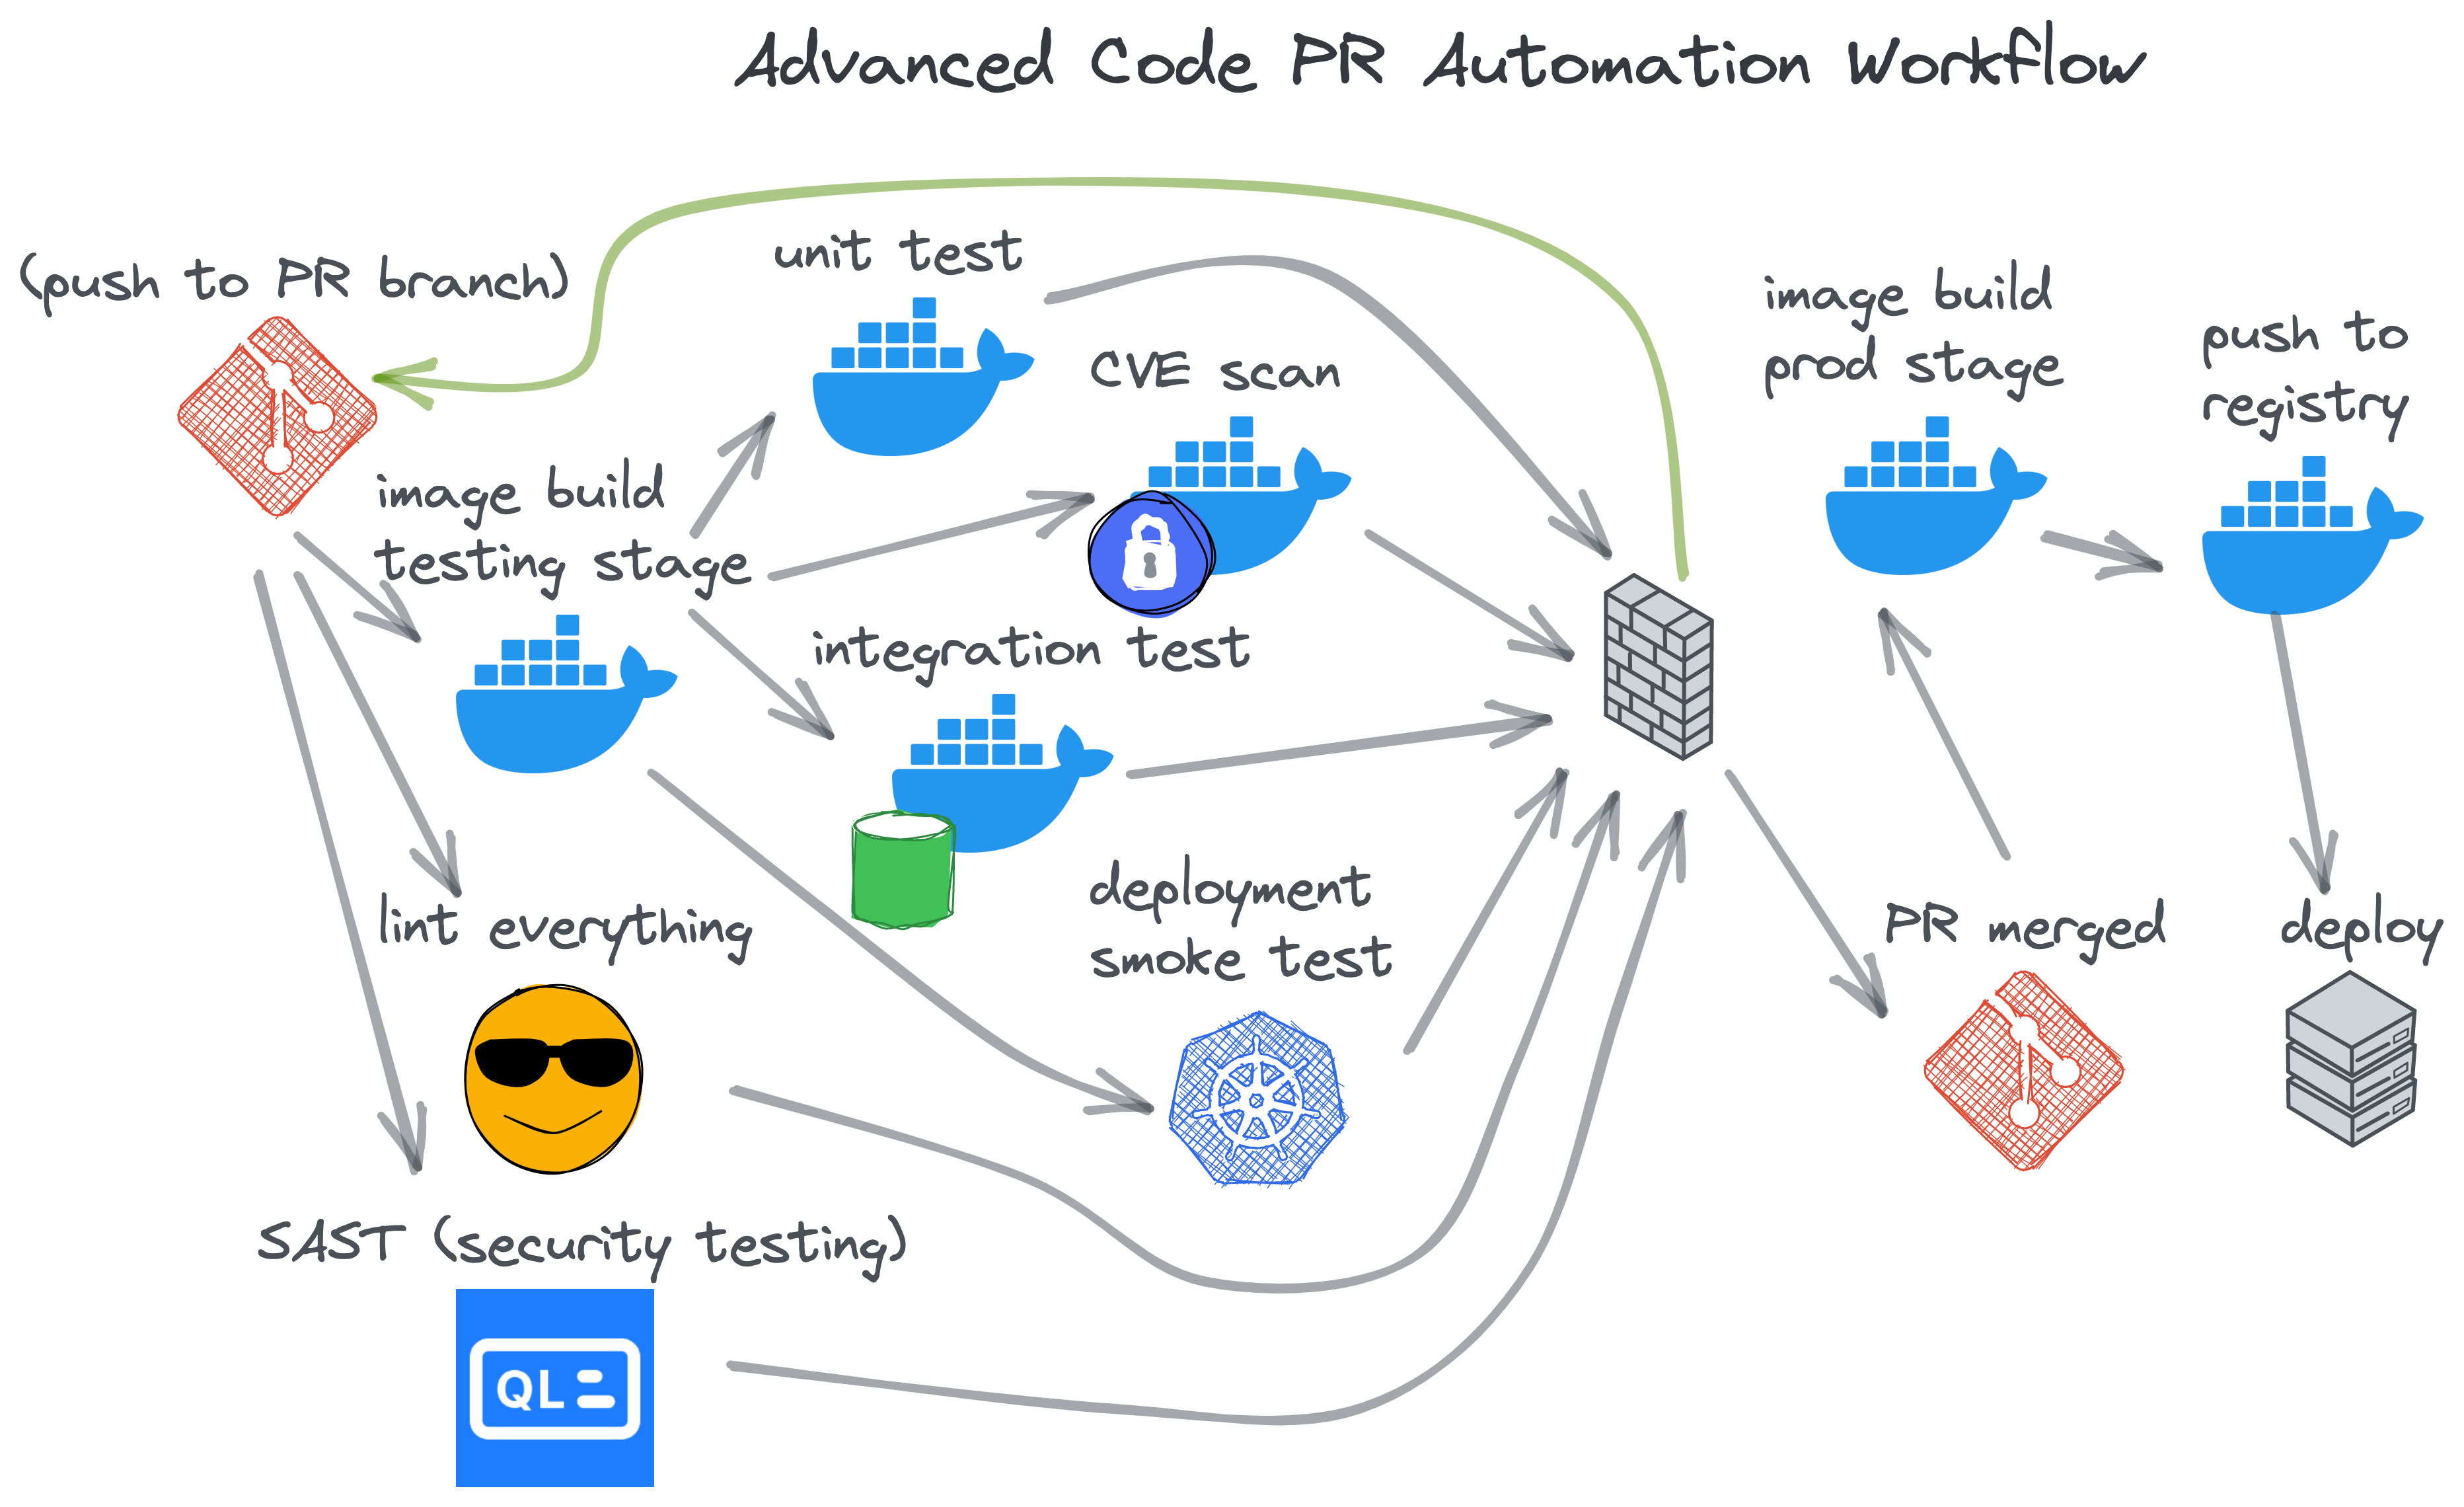 Advanced Code PR Automation Workflow
(push to PR branch)
unit test
CVE scan
image build
testing stage
integration test
lint everything
deployment
smoke test
SAST (security testing)
QL
image build
prod stage
push to
registry
PR merged
deploy